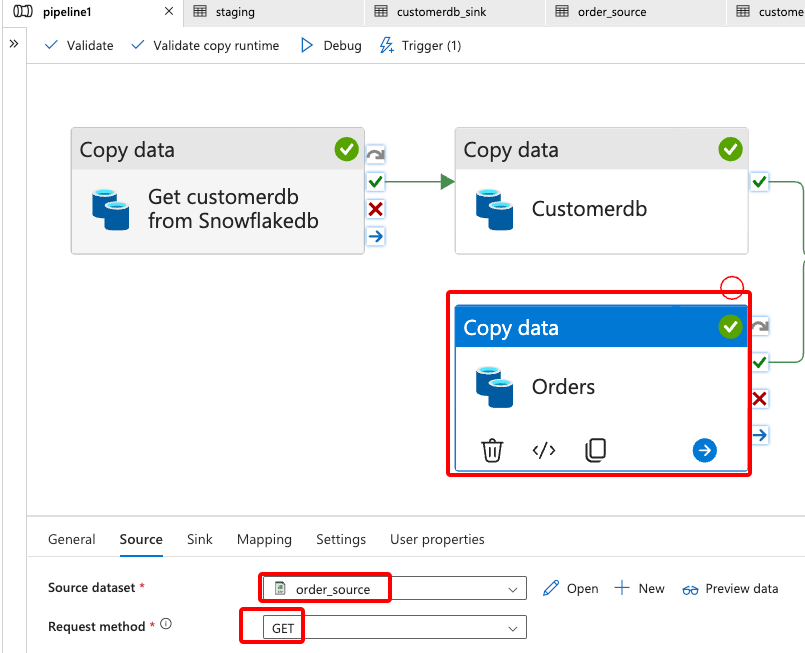 pipeline1
staging
customerdb_sink
order_source
custome
Validate
Validate copy runtime
Debug
Trigger (1)
Copy data
Get customerdb
from Snowflakedb
Copy data
Customerdb
Copy data
Orders
General
Source
Sink
Mapping
Settings
User properties
Source dataset *
order_source
Open
New
Preview data
Request method *
GET